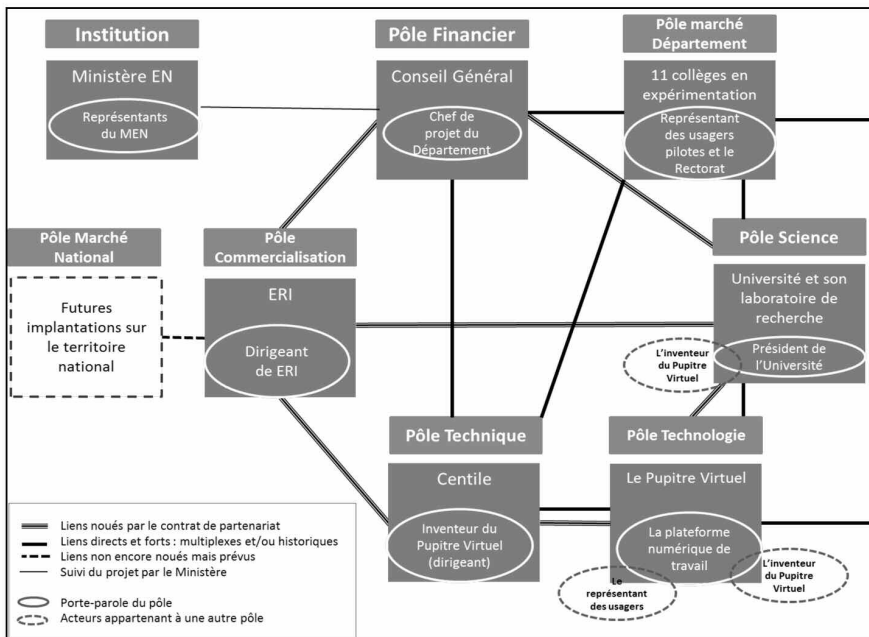 Institution
Ministère EN
Représentants
du MEN
Pôle Financier
Conseil Général
Chef de
projet du
Département
Pôle marché
Département
11 collèges en
expérimentation
Représentant
des usagers
pilotes et le
Rectorat
Pôle Marché
National
Futures
implantations sur
le territoire
national
Pôle
Commercialisation
ERI
Dirigeant
de ERI
Pôle Science
Université et son
laboratoire de
recherche
Président de
l'Université
L'inventeur
du Pupitre
Virtuel
Pôle Technique
Centile
Inventeur du
Pupitre Virtuel
(dirigeant)
Pôle Technologie
Le Pupitre Virtuel
La plateforme
numérique de
travail
Le
représentant
des usagers
L'inventeur
du Pupitre
Virtuel
Liens noués par le contrat de partenariat
Liens directs et forts : multiplexes et/ou historiques
Liens non encore noués mais prévus
Suivi du projet par le Ministère
Porte-parole du pôle
Acteurs appartenant à une autre pôle